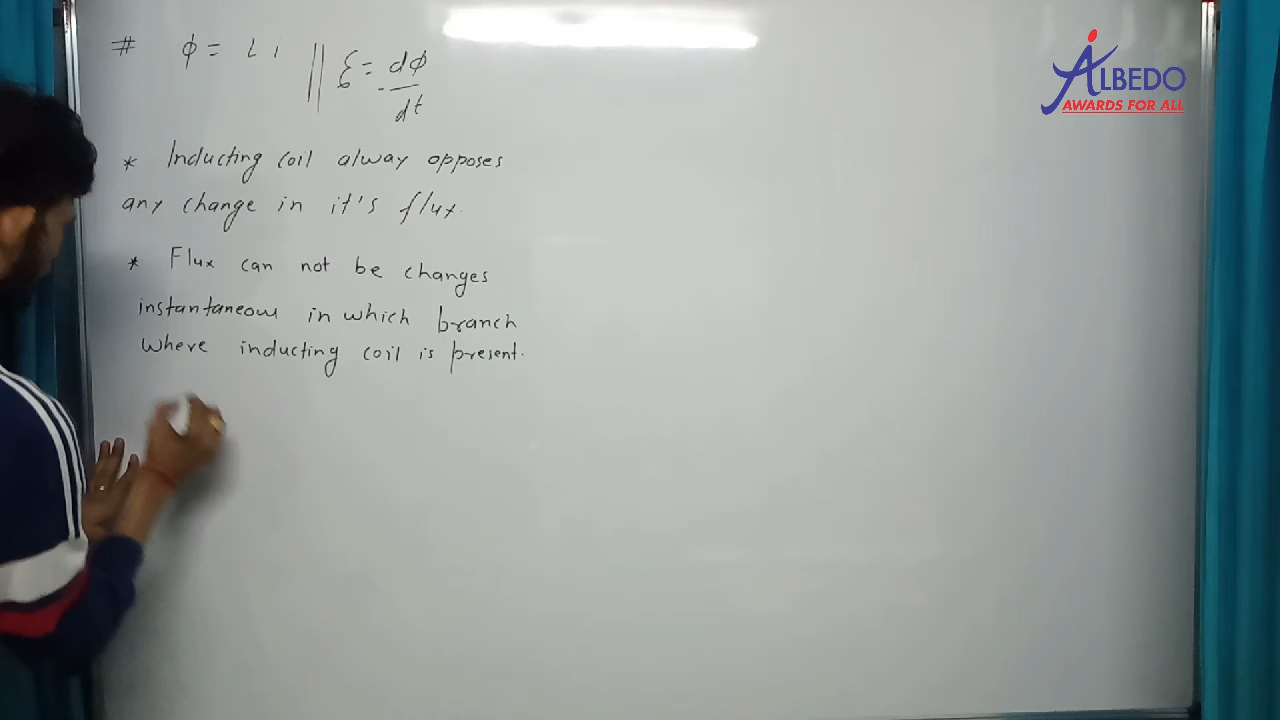 # φ = Li || ε = -dφ/dt
* Inducting coil alway opposes
any change in it's flux.
* Flux can not be changes
instantaneous in which branch
where inducting coil is present.
ALBEDO
AWARDS FOR ALL